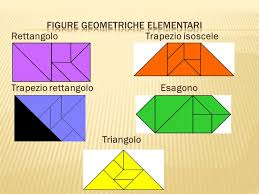 FIGURE GEOMETRICHE ELEMENTARI
Rettangolo
Trapezio isoscele
Trapezio rettangolo
Esagono
Triangolo